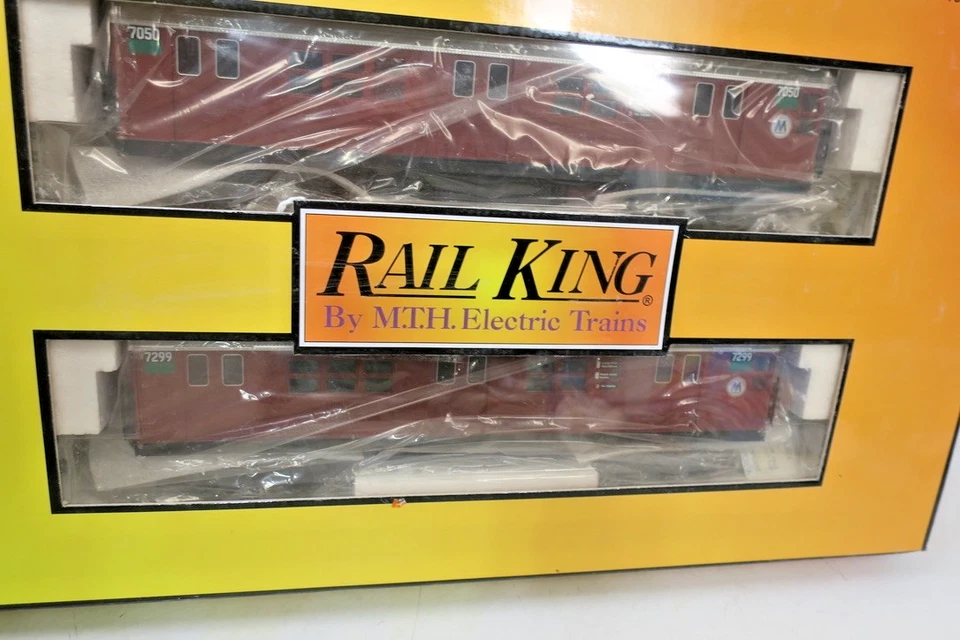 7050
7050
M
RAIL KING®
By M.T.H. Electric Trains
7299
7299
M